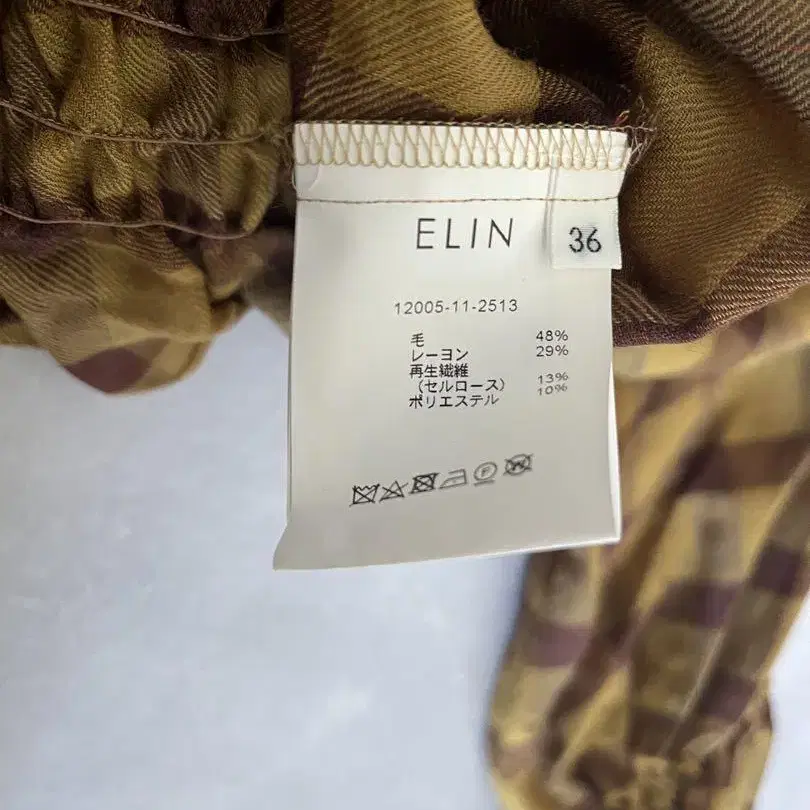 ELIN
36
12005-11-2513
毛 48%
レーヨン 29%
再生繊維
（セルロース） 13%
ポリエステル 10%